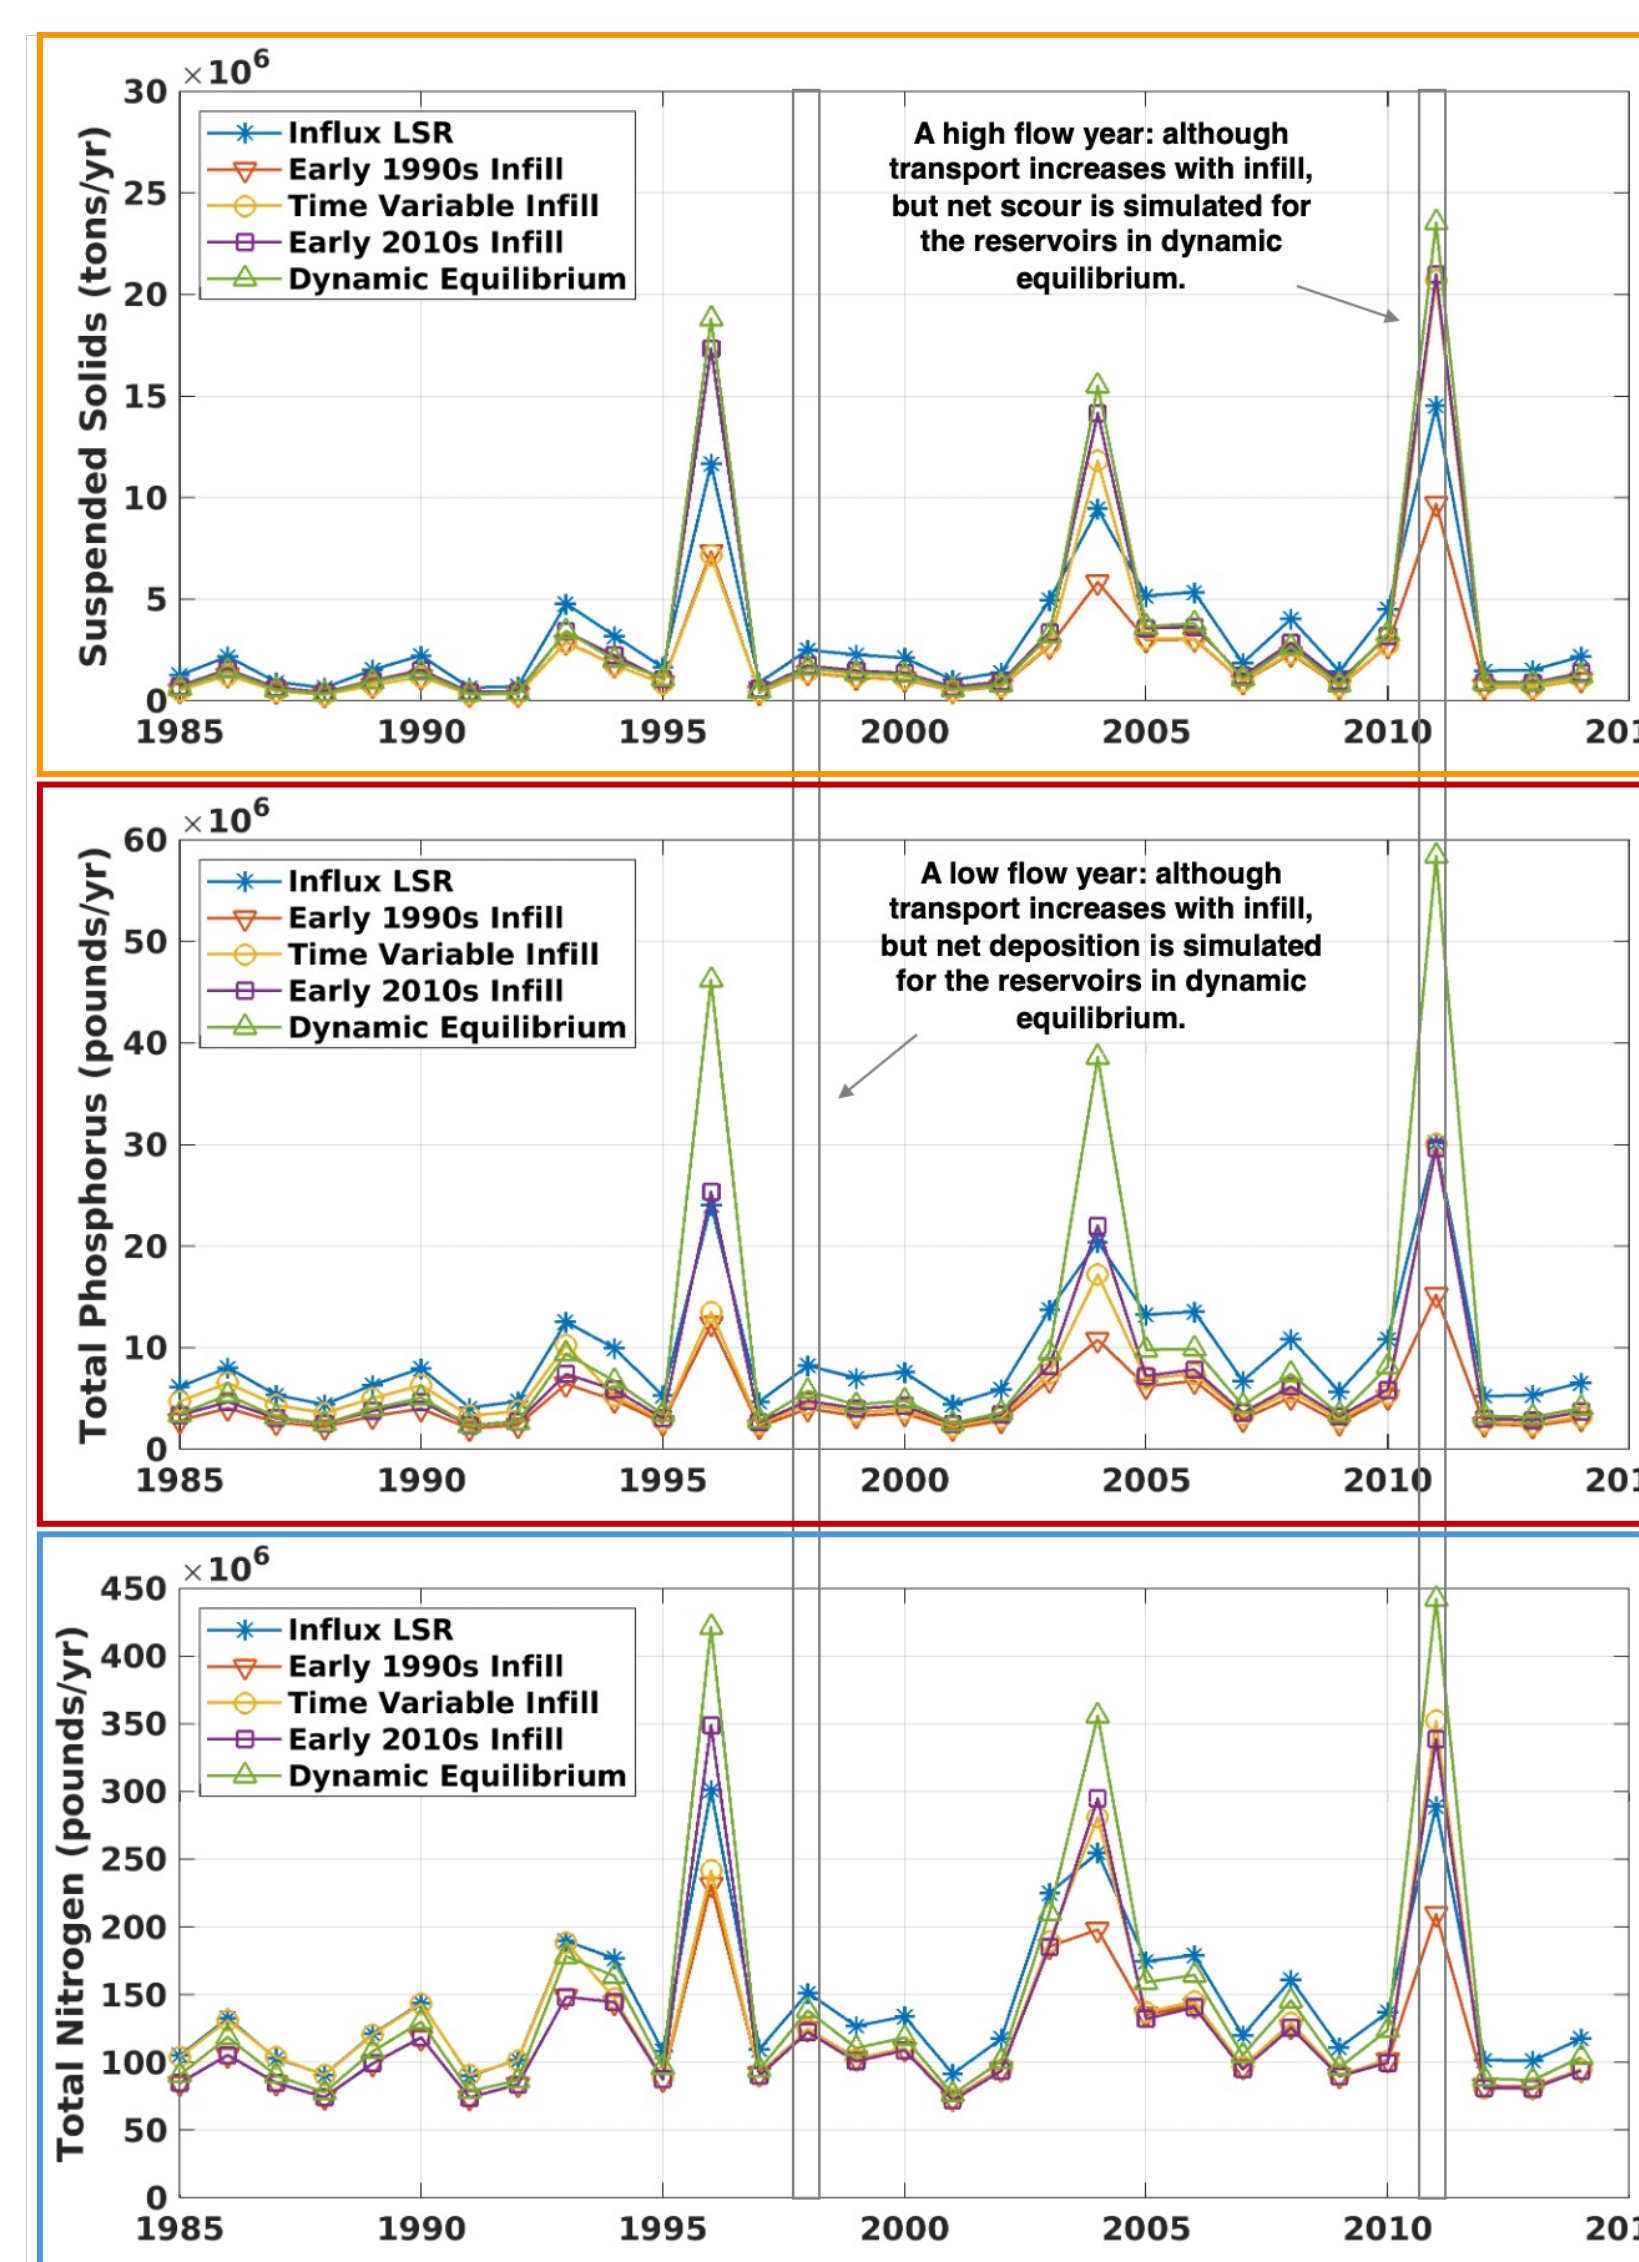 ×10⁶
30
25
20
15
10
5
0
Suspended Solids (tons/yr)
Influx LSR
Early 1990s Infill
Time Variable Infill
Early 2010s Infill
Dynamic Equilibrium
A high flow year: although
transport increases with infill,
but net scour is simulated for
the reservoirs in dynamic
equilibrium.
1985 1990 1995 2000 2005 2010 201
×10⁶
60
50
40
30
20
10
0
Total Phosphorus (pounds/yr)
Influx LSR
Early 1990s Infill
Time Variable Infill
Early 2010s Infill
Dynamic Equilibrium
A low flow year: although
transport increases with infill,
but net deposition is simulated
for the reservoirs in dynamic
equilibrium.
1985 1990 1995 2000 2005 2010 201
×10⁶
450
400
350
300
250
200
150
100
50
0
Total Nitrogen (pounds/yr)
Influx LSR
Early 1990s Infill
Time Variable Infill
Early 2010s Infill
Dynamic Equilibrium
1985 1990 1995 2000 2005 2010 201